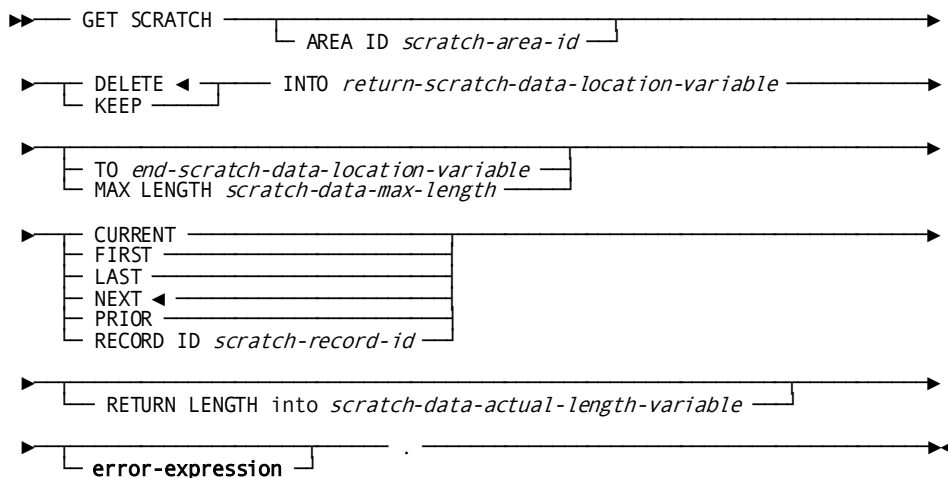 GET SCRATCH
AREA ID scratch-area-id
DELETE ◄ INTO return-scratch-data-location-variable
KEEP
TO end-scratch-data-location-variable
MAX LENGTH scratch-data-max-length
CURRENT
FIRST
LAST
NEXT ◄
PRIOR
RECORD ID scratch-record-id
RETURN LENGTH into scratch-data-actual-length-variable
.
error-expression